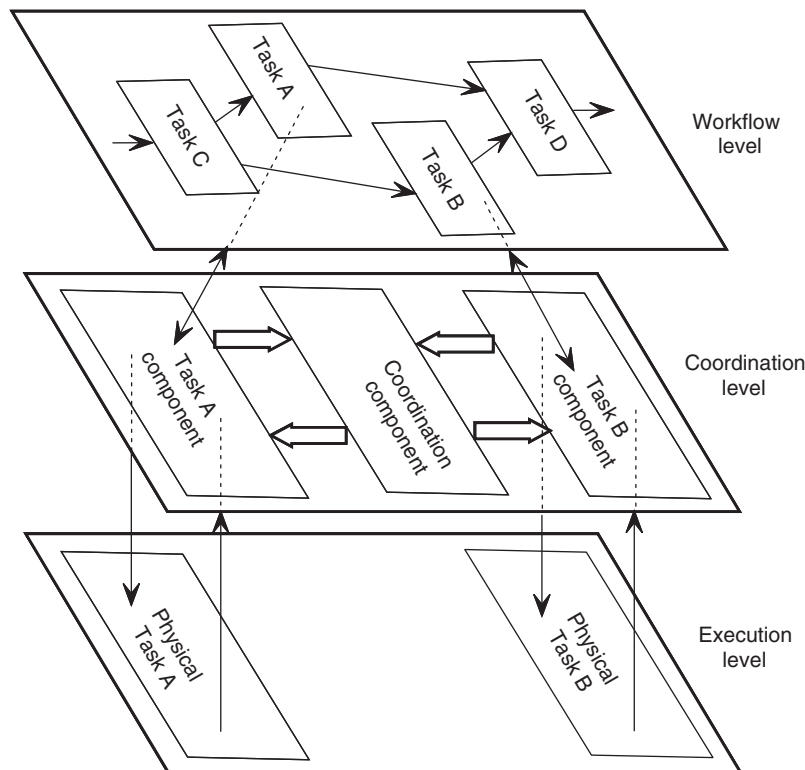 Task C
Task A
Task B
Task D
Workflow
level
Task A
component
Coordination
component
Task B
component
Coordination
level
Physical
Task A
Physical
Task B
Execution
level